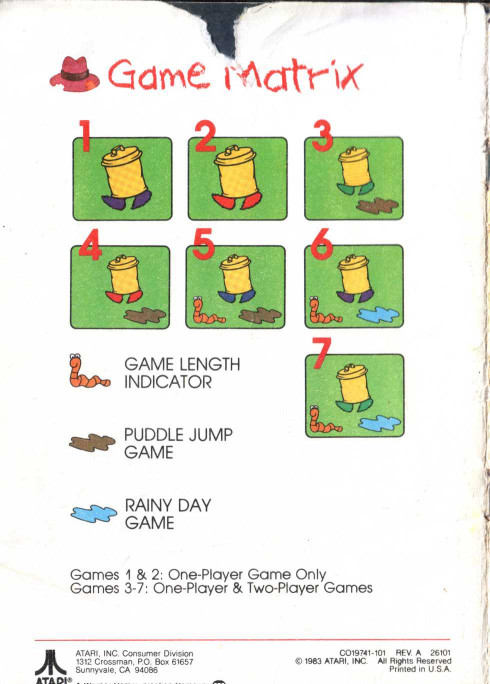 Game Matrix
1 2 3
4 5 6
7
GAME LENGTH
INDICATOR
PUDDLE JUMP
GAME
RAINY DAY
GAME
Games 1 & 2: One-Player Game Only
Games 3-7: One-Player & Two-Player Games
ATARI, INC. Consumer Division
1312 Crossman, P.O. Box 61657
Sunnyvale, CA 94086
CO19741-101 REV. A 26101
© 1983 ATARI, INC. All Rights Reserved
Printed in U.S.A.
ATARI®